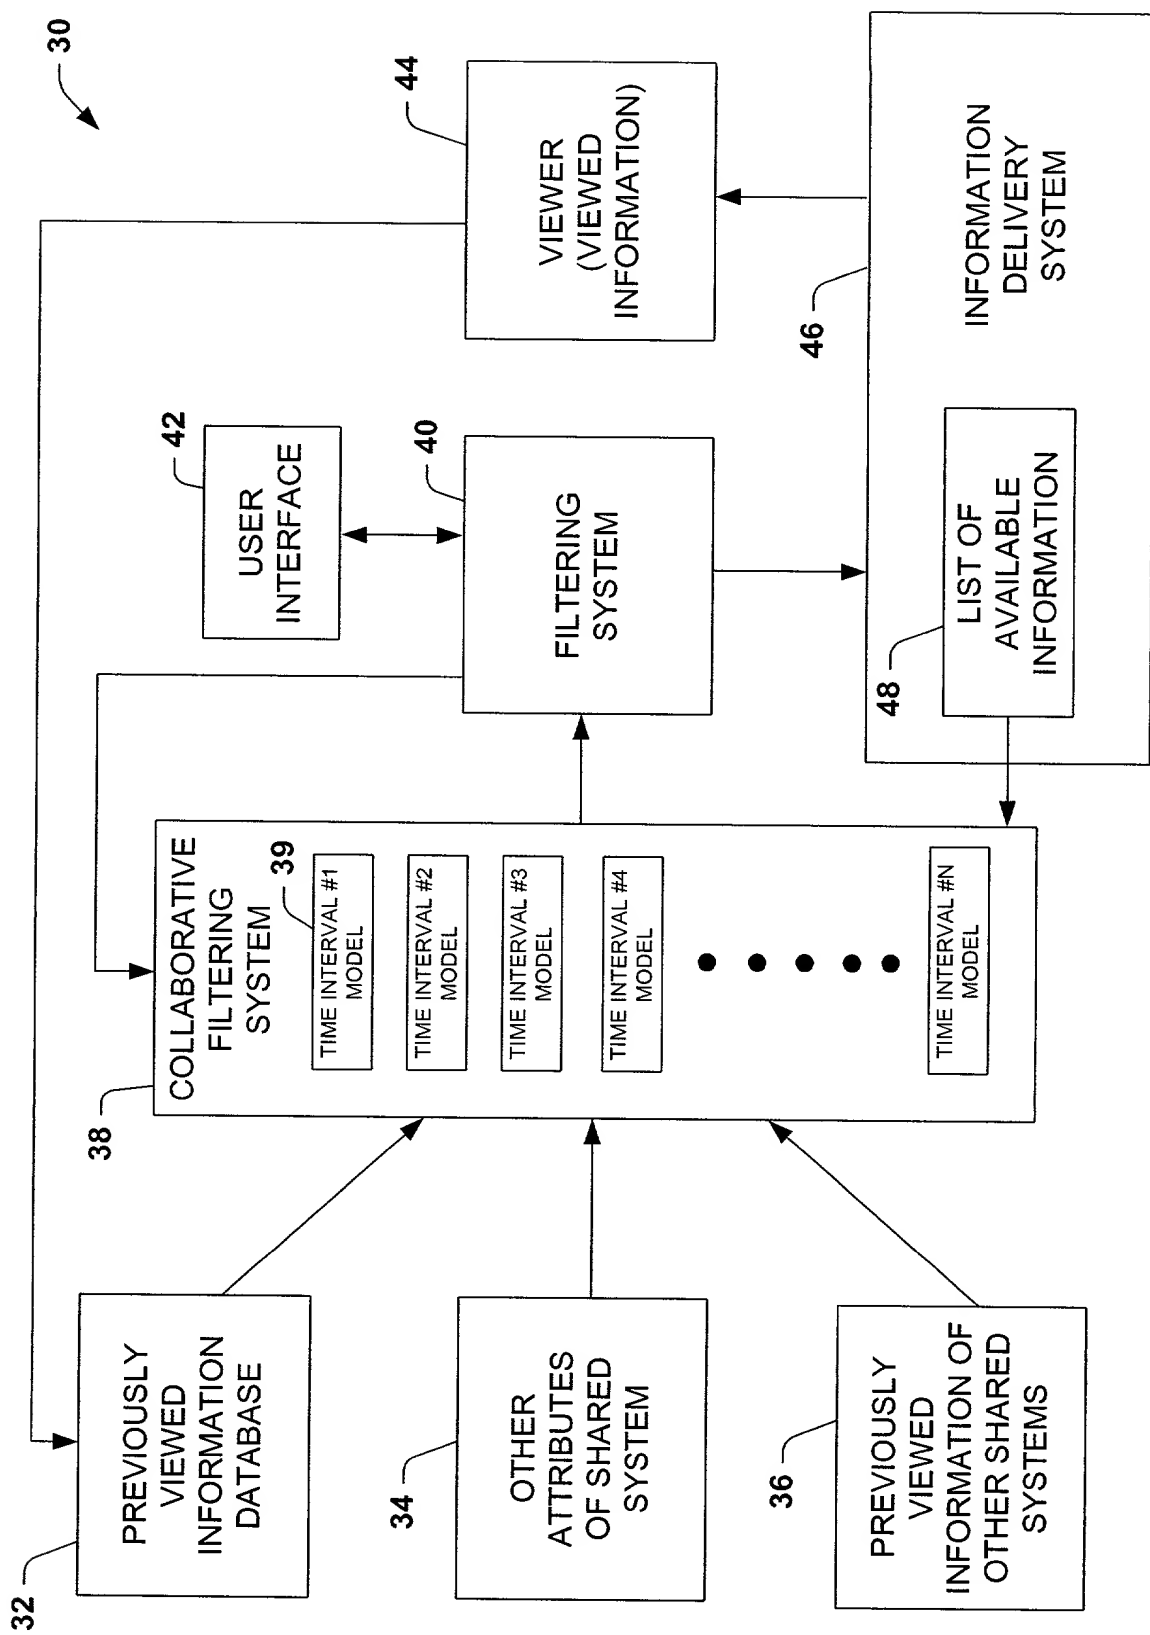 30
32
PREVIOUSLY
VIEWED
INFORMATION
DATABASE
34
OTHER
ATTRIBUTES
OF SHARED
SYSTEM
36
PREVIOUSLY
VIEWED
INFORMATION OF
OTHER SHARED
SYSTEMS
38
COLLABORATIVE
FILTERING
SYSTEM
39
TIME INTERVAL #1
MODEL
TIME INTERVAL #2
MODEL
TIME INTERVAL #3
MODEL
TIME INTERVAL #4
MODEL
TIME INTERVAL #N
MODEL
42
USER
INTERFACE
40
FILTERING
SYSTEM
44
VIEWER
(VIEWED
INFORMATION)
46
INFORMATION
DELIVERY
SYSTEM
48
LIST OF
AVAILABLE
INFORMATION